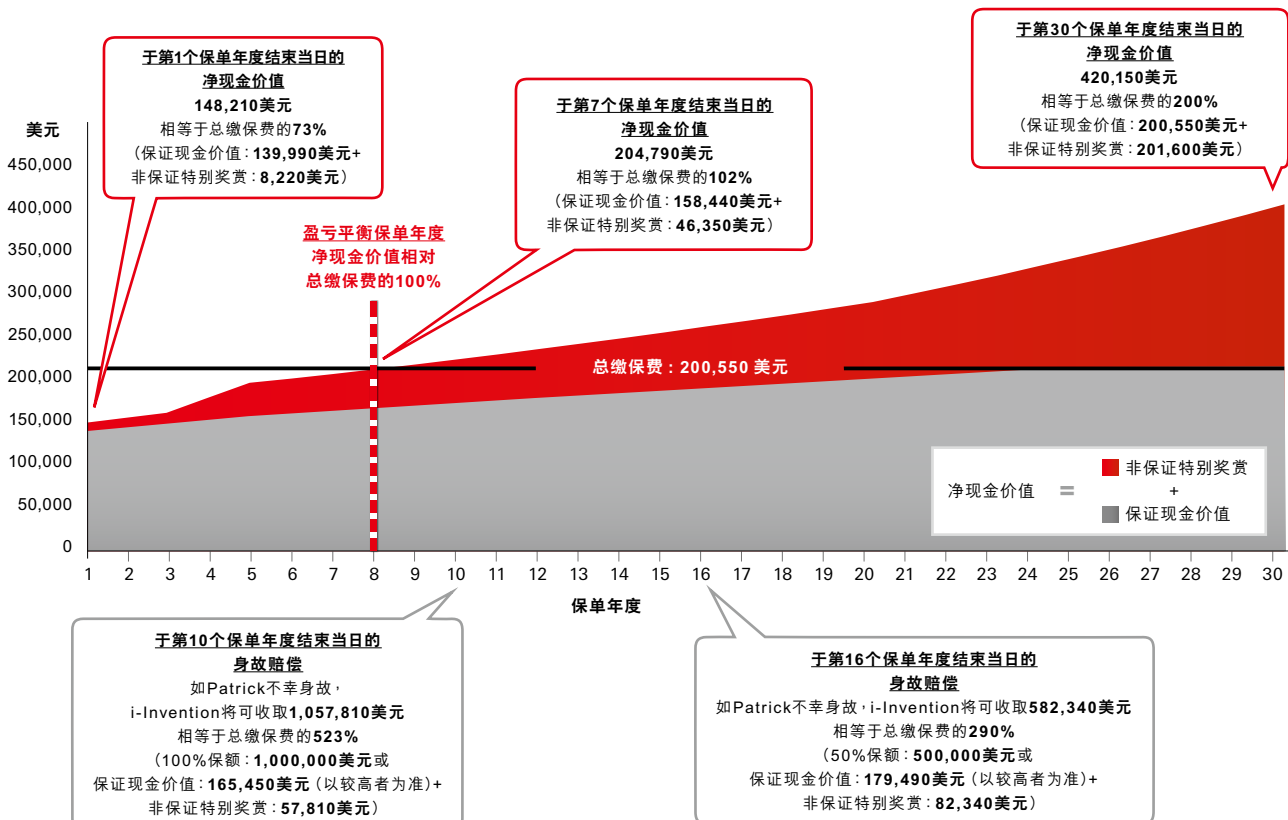 于第1个保单年度结束当日的
净现金价值
148,210美元
相等于总缴保费的73%
（保证现金价值：139,990美元+
非保证特别奖赏：8,220美元）
于第7个保单年度结束当日的
净现金价值
204,790美元
相等于总缴保费的102%
（保证现金价值：158,440美元+
非保证特别奖赏：46,350美元）
于第30个保单年度结束当日的
净现金价值
420,150美元
相等于总缴保费的200%
（保证现金价值：200,550美元+
非保证特别奖赏：201,600美元）
美元
450,000
400,000
350,000
300,000
250,000
200,000
150,000
100,000
50,000
0
盈亏平衡保单年度
净现金价值相对
总缴保费的100%
总缴保费：200,550 美元
净现金价值 = 非保证特别奖赏
+
保证现金价值
1 2 3 4 5 6 7 8 9 10 11 12 13 14 15 16 17 18 19 20 21 22 23 24 25 26 27 28 29 30
保单年度
于第10个保单年度结束当日的
身故赔偿
如Patrick不幸身故，
i-Invention将可收取1,057,810美元
相等于总缴保费的523%
（100%保额：1,000,000美元或
保证现金价值：165,450美元（以较高者为准）+
非保证特别奖赏：57,810美元）
于第16个保单年度结束当日的
身故赔偿
如Patrick不幸身故，i-Invention将可收取582,340美元
相等于总缴保费的290%
（50%保额：500,000美元或
保证现金价值：179,490美元（以较高者为准）+
非保证特别奖赏：82,340美元）